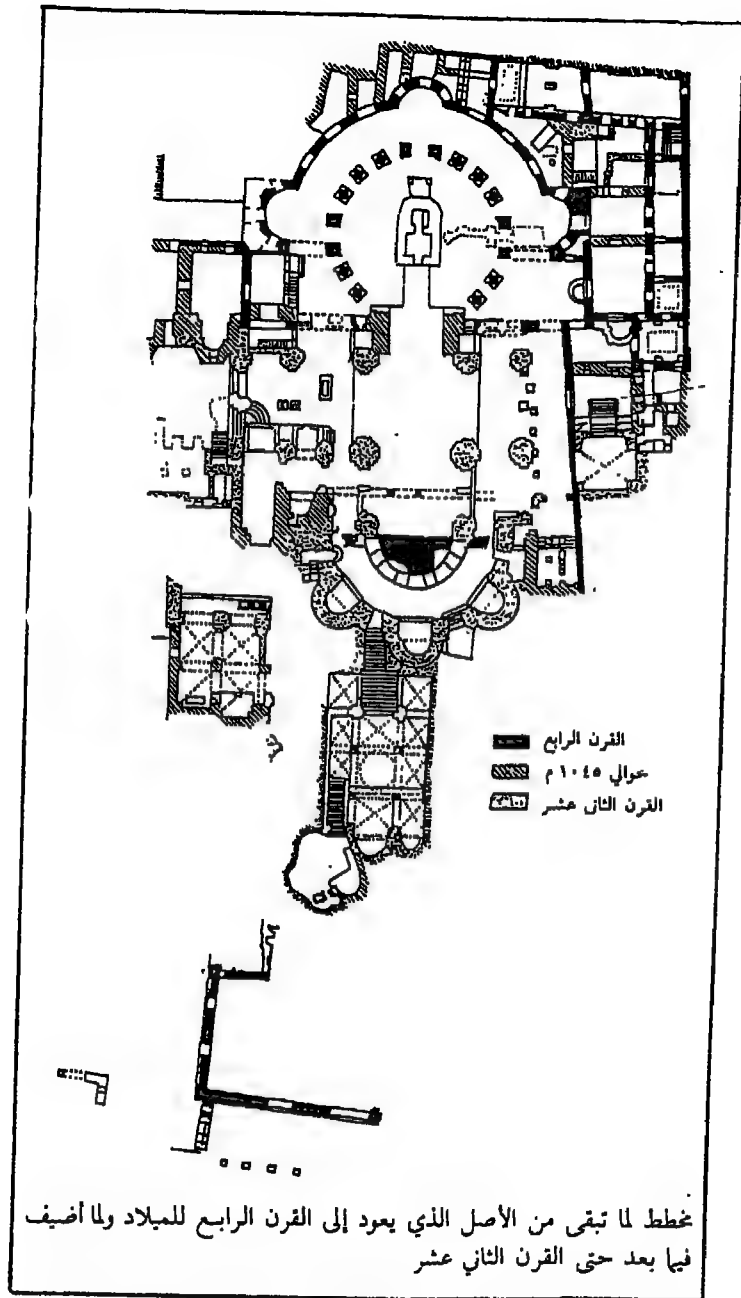 القرن الرابع
حوالي ١٠٤٥ م
القرن الثاني عشر
مخطط لما تبقى من الأصل الذي يعود إلى القرن الرابع للميلاد ولما أضيف
فيما بعد حتى القرن الثاني عشر